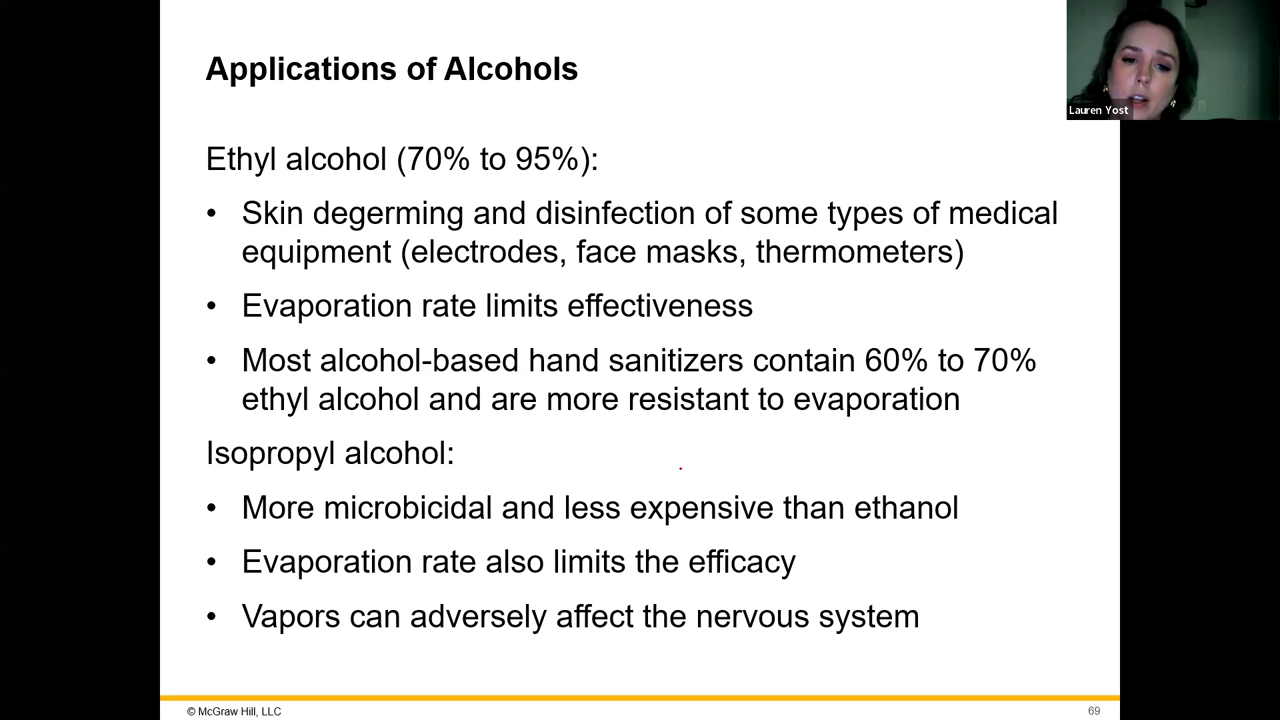 Applications of Alcohols
Lauren Yost
Ethyl alcohol (70% to 95%):
• Skin degerming and disinfection of some types of medical
equipment (electrodes, face masks, thermometers)
• Evaporation rate limits effectiveness
• Most alcohol-based hand sanitizers contain 60% to 70%
ethyl alcohol and are more resistant to evaporation
Isopropyl alcohol:
• More microbicidal and less expensive than ethanol
• Evaporation rate also limits the efficacy
• Vapors can adversely affect the nervous system
© McGraw Hill, LLC
69